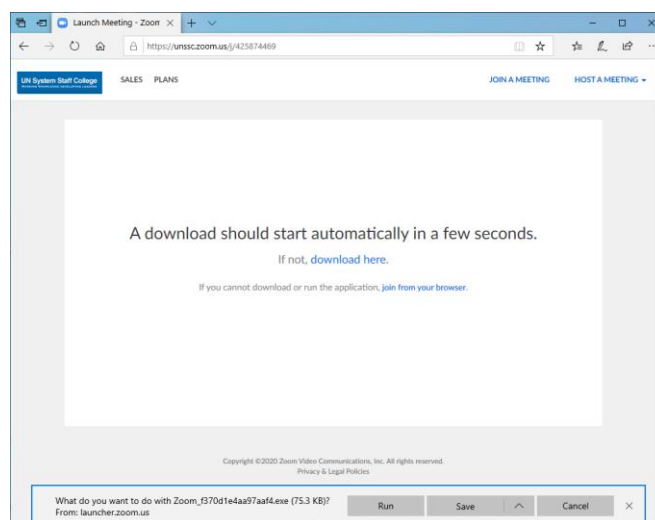 Launch Meeting - Zoom
https://unssc.zoom.us/j/425874469
UN System Staff College
SALES PLANS
JOIN A MEETING HOST A MEETING
A download should start automatically in a few seconds.
If not, download here.
If you cannot download or run the application, join from your browser.
Copyright ©2020 Zoom Video Communications, Inc. All rights reserved.
Privacy & Legal Policies
What do you want to do with Zoom_f370d1e4aa97aaf4.exe (75.3 KB)?
From: launcher.zoom.us
Run Save Cancel